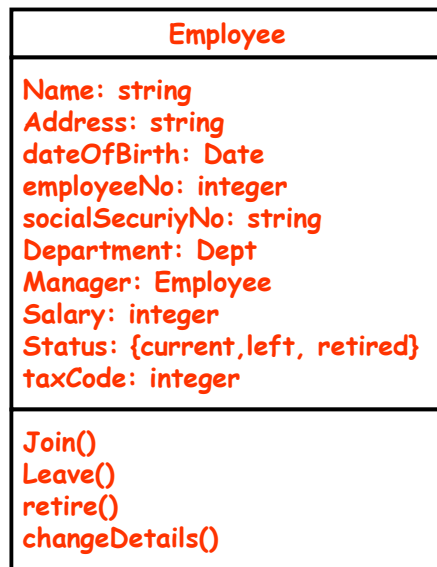 Employee
Name: string
Address: string
dateOfBirth: Date
employeeNo: integer
socialSecuriyNo: string
Department: Dept
Manager: Employee
Salary: integer
Status: {current,left, retired}
taxCode: integer
Join()
Leave()
retire()
changeDetails()